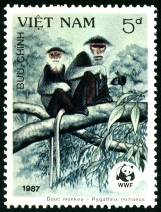 VIỆT NAM
BƯU CHÍNH
5đ
1987
WWF
Douc monkey - Pygathrix nemaeus